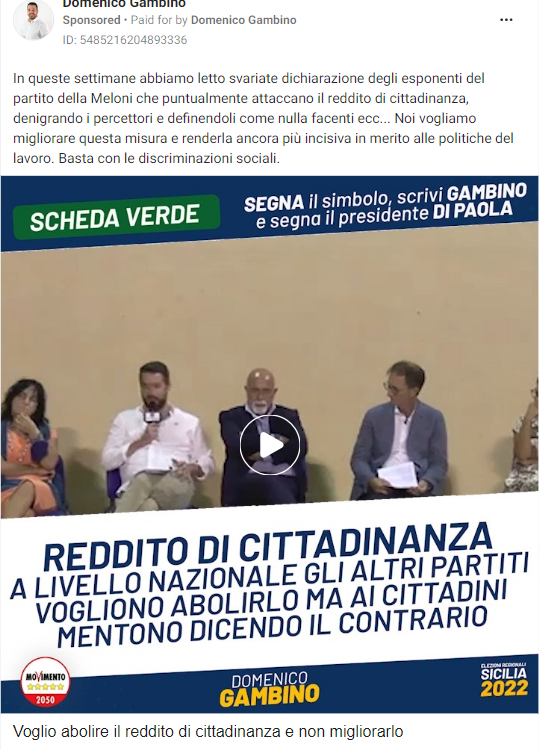 Domenico Gambino
Sponsored • Paid for by Domenico Gambino
ID: 5485216204893336
In queste settimane abbiamo letto svariate dichiarazione degli esponenti del
partito della Meloni che puntualmente attaccano il reddito di cittadinanza,
denigrando i percettori e definendoli come nulla facenti ecc... Noi vogliamo
migliorare questa misura e renderla ancora più incisiva in merito alle politiche del
lavoro. Basta con le discriminazioni sociali.
SCHEDA VERDE
SEGNA il simbolo, scrivi GAMBINO
e segna il presidente DI PAOLA
REDDITO DI CITTADINANZA
A LIVELLO NAZIONALE GLI ALTRI PARTITI
VOGLIONO ABOLIRLO MA AI CITTADINI
MENTONO DICENDO IL CONTRARIO
MOVIMENTO
2050
DOMENICO
GAMBINO
ELEZIONI REGIONALI
SICILIA
2022
Voglio abolire il reddito di cittadinanza e non migliorarlo